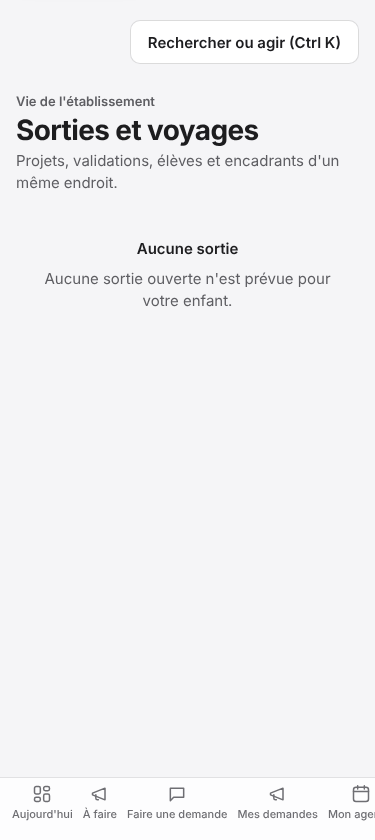 Rechercher ou agir (Ctrl K)
Vie de l'établissement
Sorties et voyages
Projets, validations, élèves et encadrants d'un
même endroit.
Aucune sortie
Aucune sortie ouverte n'est prévue pour
votre enfant.
Aujourd'hui
À faire
Faire une demande
Mes demandes
Mon